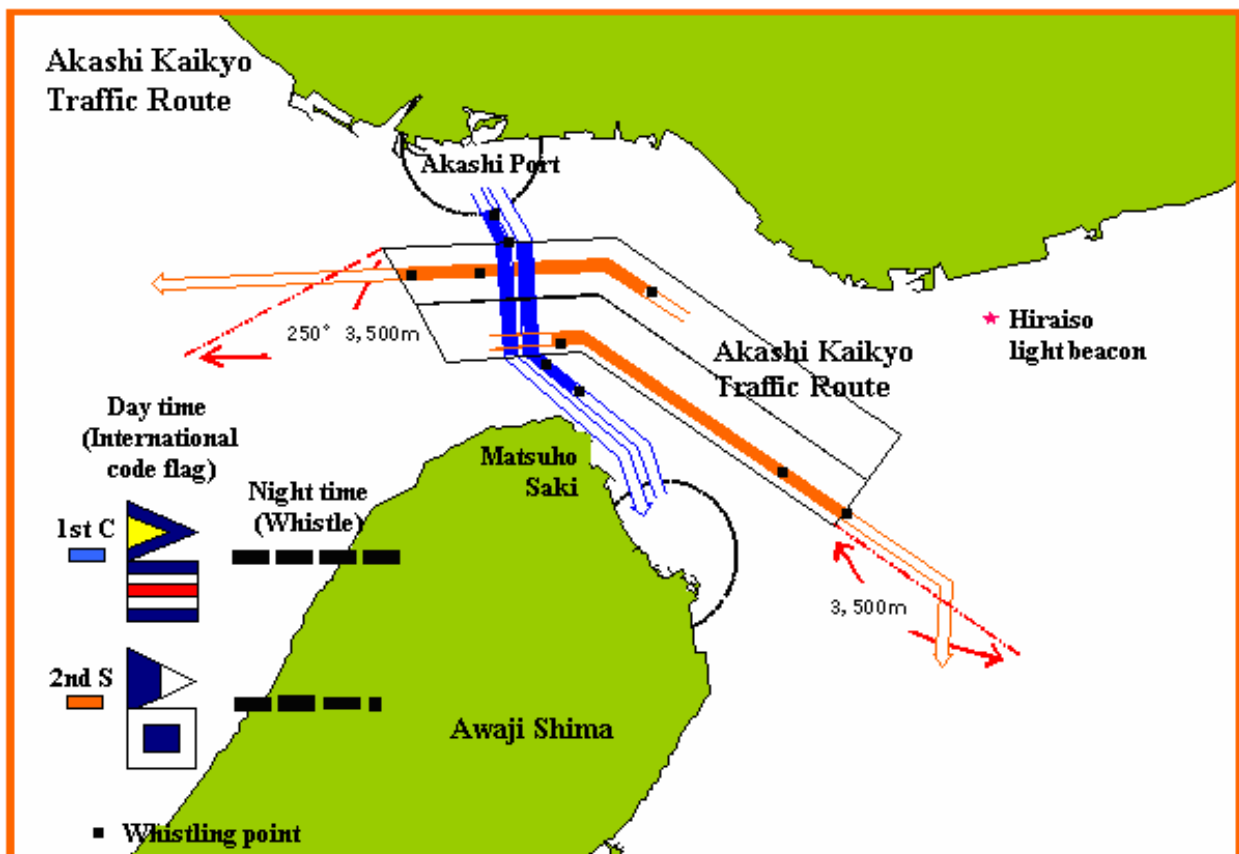 Akashi Kaikyo
Traffic Route
Akashi Port
250° 3,500m
Hiraiso
light beacon
Akashi Kaikyo
Traffic Route
Day time
(International
code flag)
Night time
(Whistle)
Matsuho
Saki
1st C
3,500m
2nd S
Awaji Shima
Whistling point